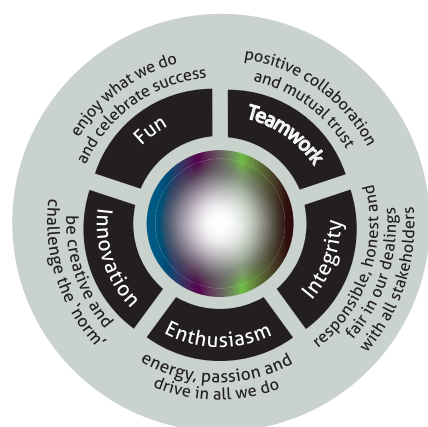 Fun
enjoy what we do
and celebrate success
Teamwork
positive collaboration
and mutual trust
Integrity
responsible, honest and
fair in our dealings
with all stakeholders
Enthusiasm
energy, passion and
drive in all we do
Innovation
be creative and
challenge the 'norm'